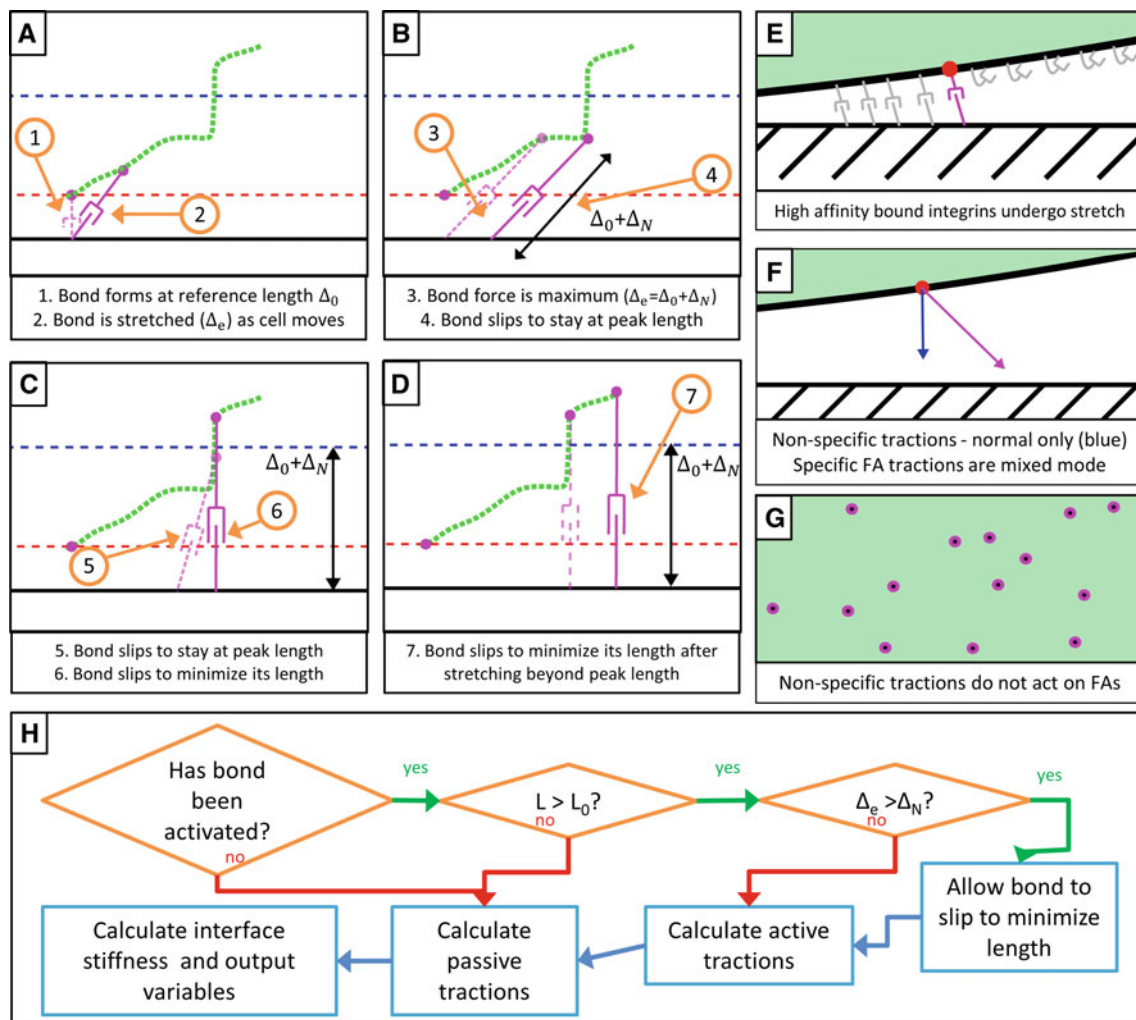 A
1
2
1. Bond forms at reference length Δ₀
2. Bond is stretched (Δₑ) as cell moves
B
3
4
Δ₀+Δ_N
3. Bond force is maximum (Δₑ=Δ₀+Δ_N)
4. Bond slips to stay at peak length
C
Δ₀+Δ_N
6
5
5. Bond slips to stay at peak length
6. Bond slips to minimize its length
D
7
Δ₀+Δ_N
7. Bond slips to minimize its length after
stretching beyond peak length
E
High affinity bound integrins undergo stretch
F
Non-specific tractions - normal only (blue)
Specific FA tractions are mixed mode
G
Non-specific tractions do not act on FAs
H
Has bond
been
activated?
yes
no
L > L₀?
no
yes
Δₑ >Δ_N?
no
yes
Allow bond to
slip to minimize
length
Calculate active
tractions
Calculate
passive
tractions
Calculate interface
stiffness and output
variables